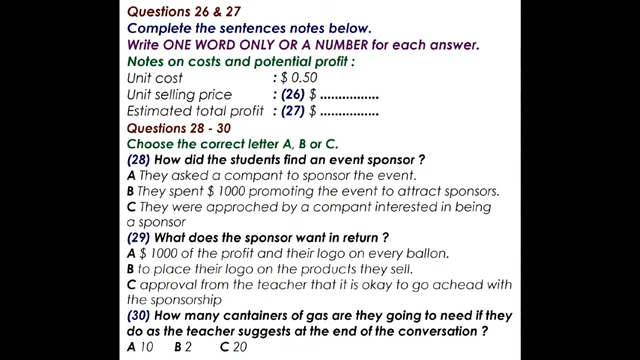 Questions 26 & 27
Complete the sentences notes below.
Write ONE WORD ONLY OR A NUMBER for each answer.
Notes on costs and potential profit :
Unit cost : $ 0.50
Unit selling price : (26) $ ................
Estimated total profit : (27) $ ................
Questions 28 - 30
Choose the correct letter A, B or C.
(28) How did the students find an event sponsor ?
A They asked a compant to sponsor the event.
B They spent $ 1000 promoting the event to attract sponsors.
C They were approched by a compant interested in being
a sponsor
(29) What does the sponsor want in return ?
A $ 1000 of the profit and their logo on every ballon.
B to place their logo on the products they sell.
C approval from the teacher that it is okay to go achead with
the sponsorship
(30) How many cantainers of gas are they going to need if they
do as the teacher suggests at the end of the conversation ?
A 10 B 2 C 20